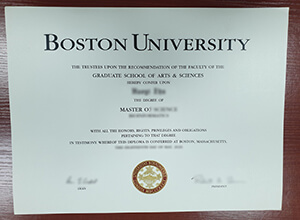 BOSTON UNIVERSITY
THE TRUSTEES UPON THE RECOMMENDATION OF THE FACULTY OF THE
GRADUATE SCHOOL OF ARTS & SCIENCES
HEREBY CONFER UPON
THE DEGREE OF
MASTER OF SCIENCE
WITH ALL THE HONORS, RIGHTS, PRIVILEGES AND OBLIGATIONS
PERTAINING TO THAT DEGREE
IN TESTIMONY WHEREOF THIS DIPLOMA IS CONFERRED AT BOSTON, MASSACHUSETTS,
DEAN
PRESIDENT